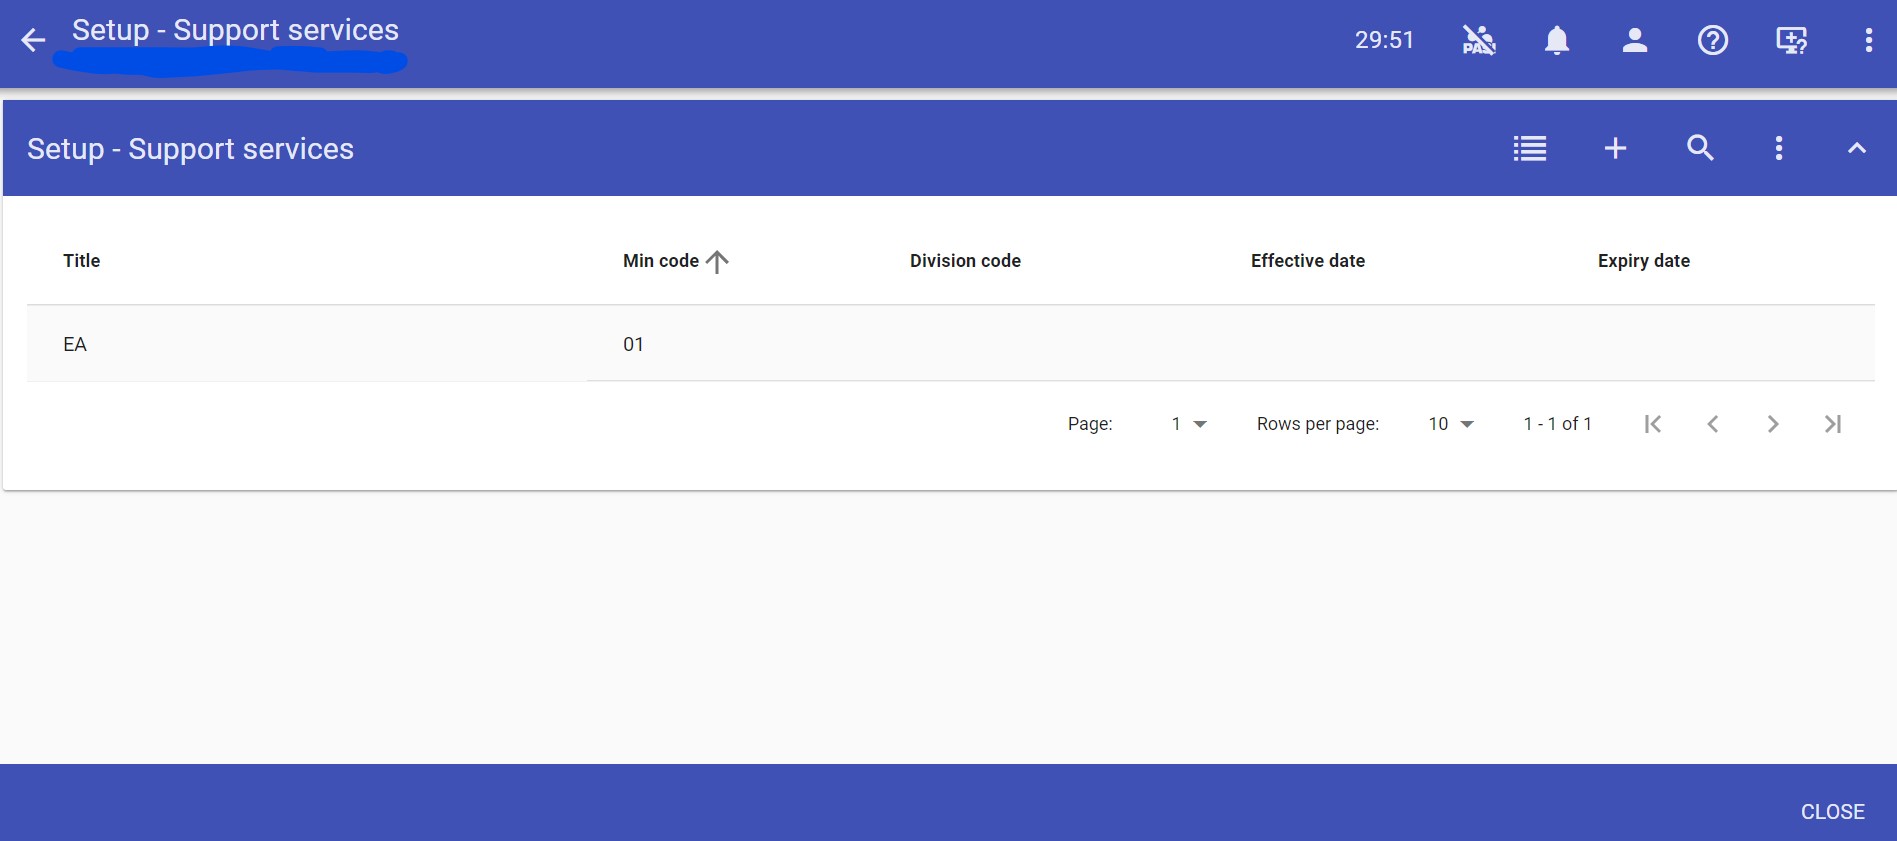 Setup - Support services
29:51
Setup - Support services
Title Min code Division code Effective date Expiry date
EA 01
Page: 1 Rows per page: 10 1 - 1 of 1
CLOSE